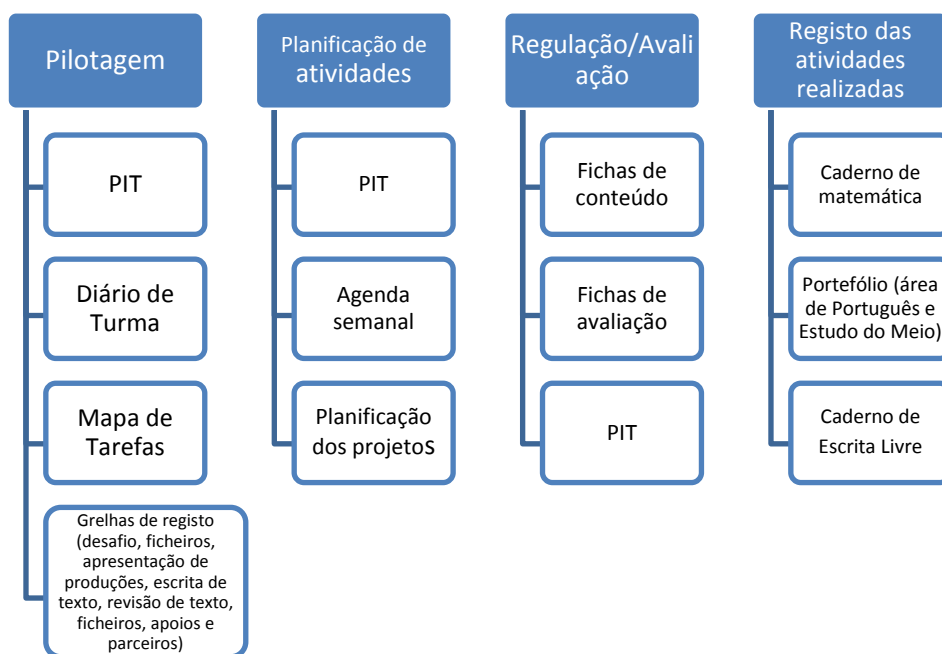 Pilotagem
PIT
Diário de
Turma
Mapa de
Tarefas
Grelhas de registo
(desafio, ficheiros,
apresentação de
produções, escrita de
texto, revisão de texto,
ficheiros, apoios e
parceiros)
Planificação de
atividades
PIT
Agenda
semanal
Planificação
dos projetos
Regulação/Avali
ação
Fichas de
conteúdo
Fichas de
avaliação
PIT
Registo das
atividades
realizadas
Caderno de
matemática
Portefólio (área
de Português e
Estudo do Meio)
Caderno de
Escrita Livre